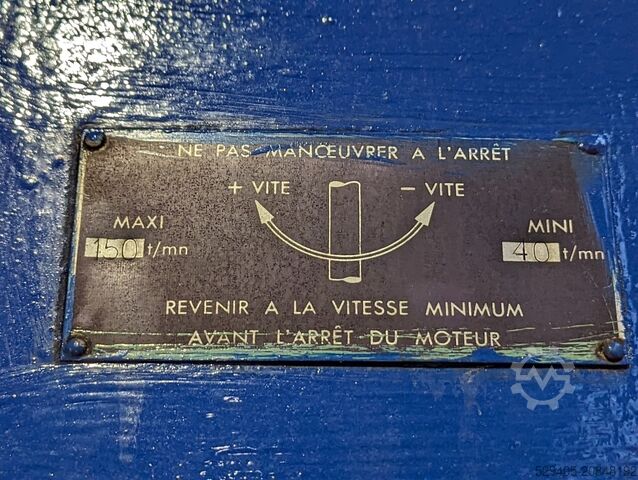 NE PAS MANŒUVRER A L'ARRÊT
+ VITE
– VITE
MAXI
150 t/mn
MINI
40 t/mn
REVENIR A LA VITESSE MINIMUM
AVANT L'ARRÊT DU MOTEUR